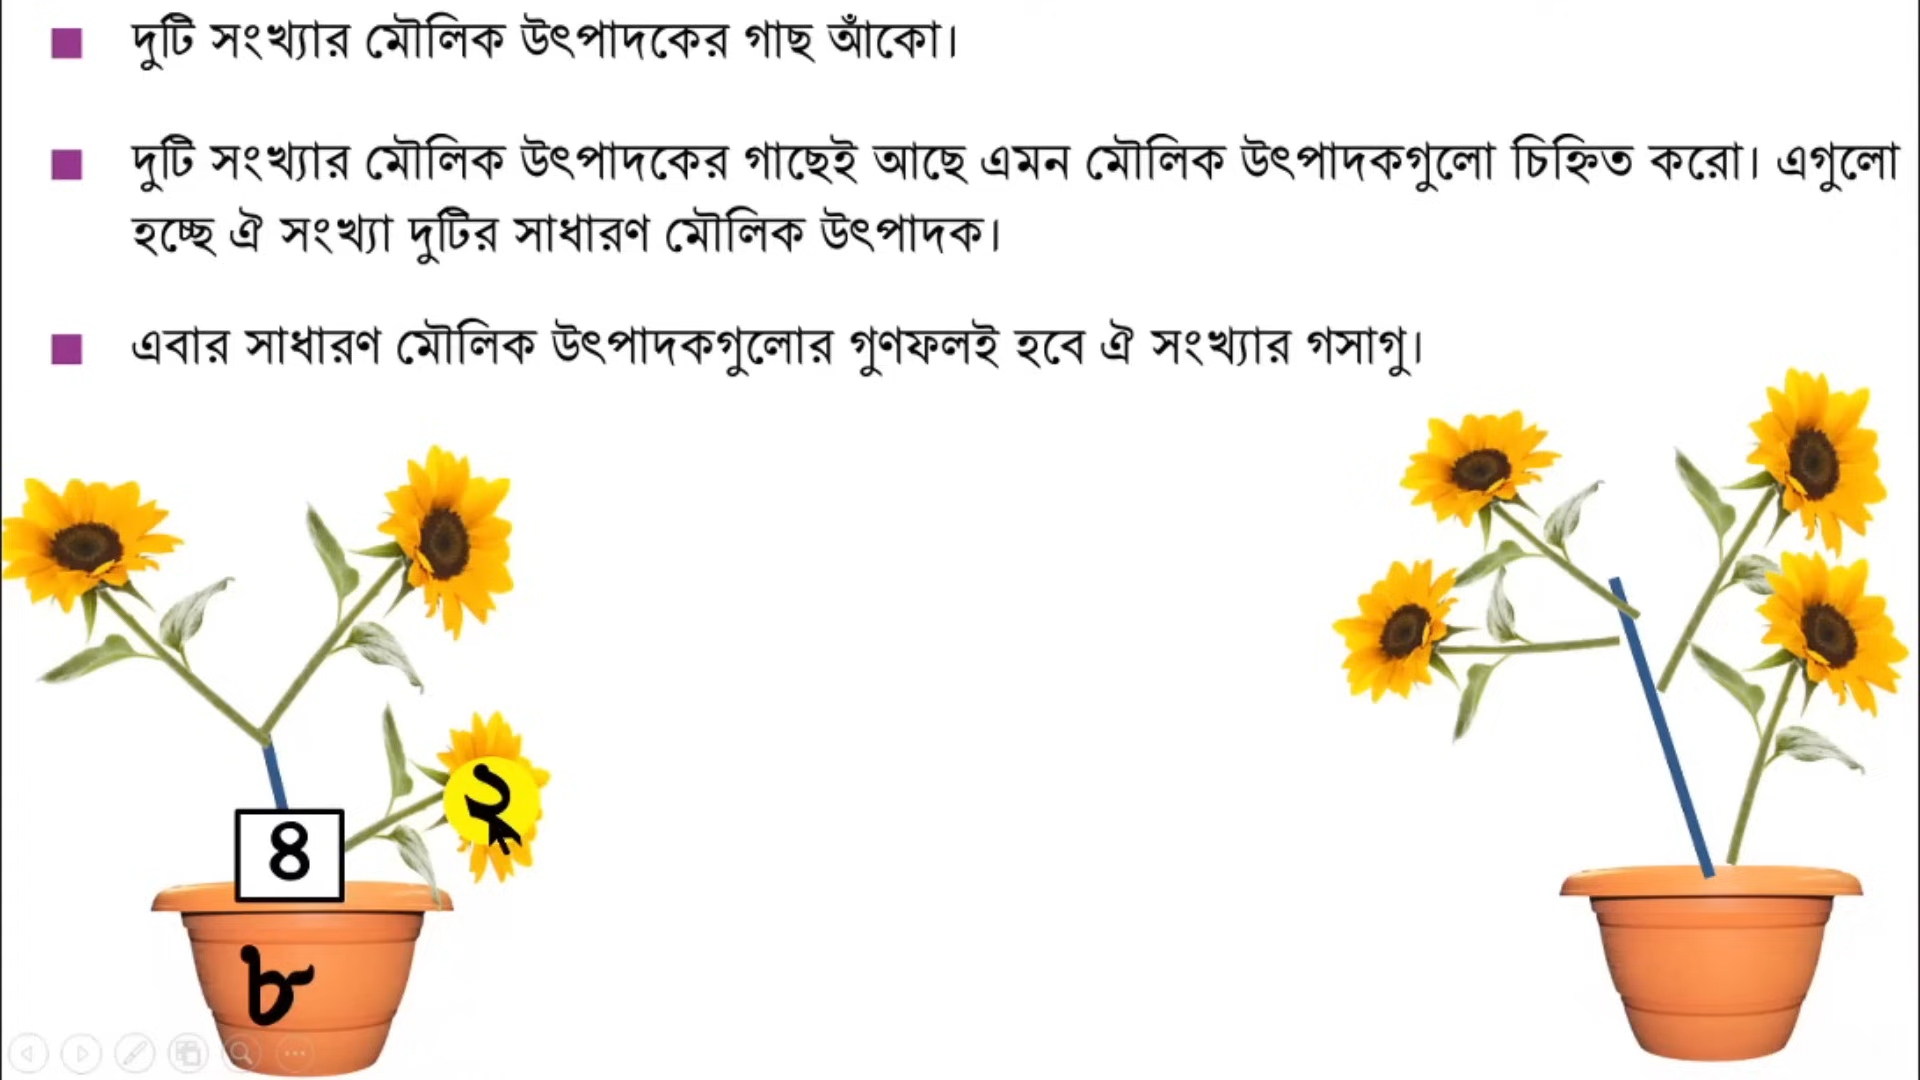 দুটি সংখ্যার মৌলিক উৎপাদকের গাছ আঁকো।
দুটি সংখ্যার মৌলিক উৎপাদকের গাছেই আছে এমন মৌলিক উৎপাদকগুলো চিহ্নিত করো। এগুলো
হচ্ছে ঐ সংখ্যা দুটির সাধারণ মৌলিক উৎপাদক।
এবার সাধারণ মৌলিক উৎপাদকগুলোর গুণফলই হবে ঐ সংখ্যার গসাগু।
২
৪
৮